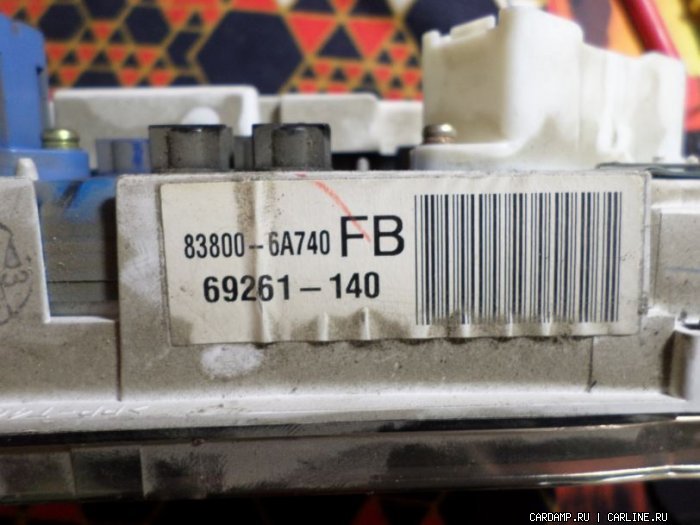 83800-6A740 FB
69261-140
CARDAMP.RU | CARLINE.RU